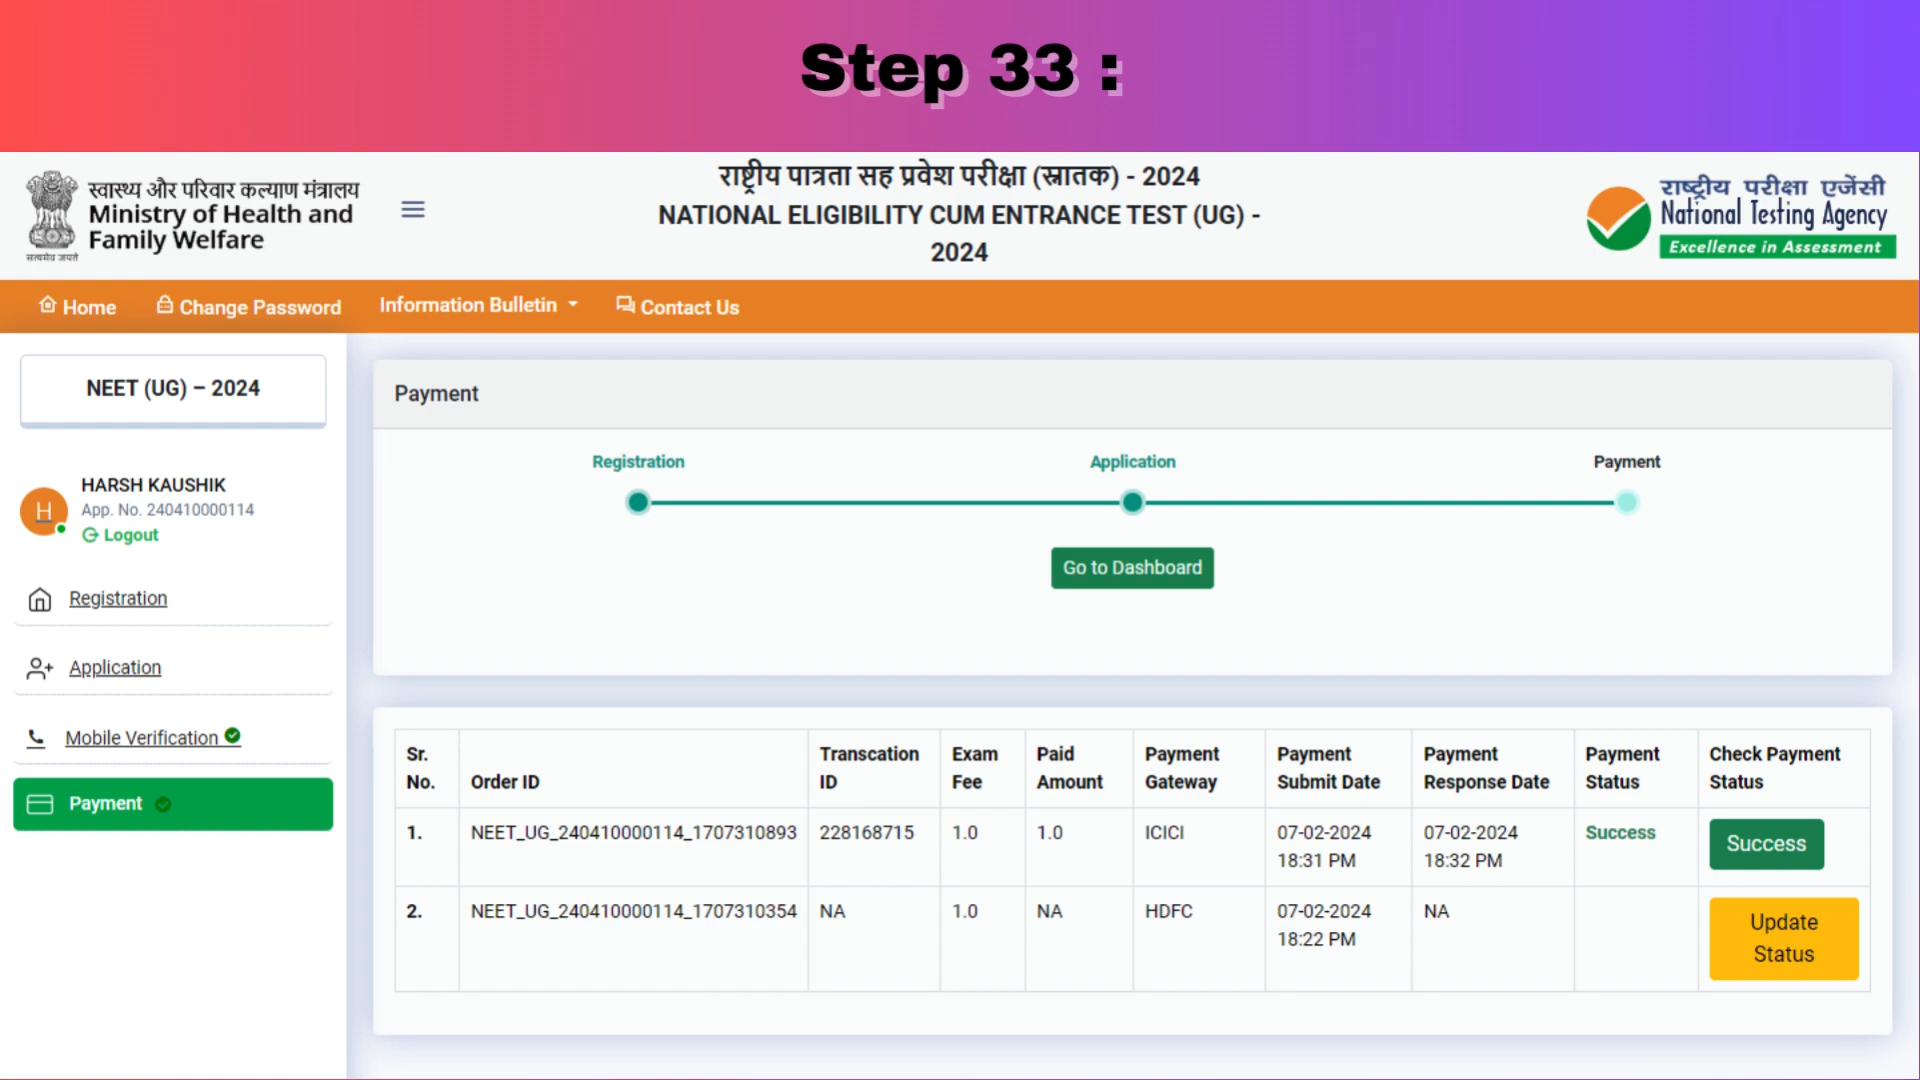 Step 33 :
स्वास्थ्य और परिवार कल्याण मंत्रालय
Ministry of Health and
Family Welfare
सत्यमेव जयते
राष्ट्रीय पात्रता सह प्रवेश परीक्षा (स्नातक) - 2024
NATIONAL ELIGIBILITY CUM ENTRANCE TEST (UG) -
2024
राष्ट्रीय परीक्षा एजेंसी
National Testing Agency
Excellence in Assessment
Home Change Password Information Bulletin Contact Us
NEET (UG) – 2024
H
HARSH KAUSHIK
App. No. 240410000114
Logout
Registration
Application
Mobile Verification
Payment
Payment
Registration Application Payment
Go to Dashboard
Sr. No. Order ID Transcation ID Exam Fee Paid Amount Payment Gateway Payment Submit Date Payment Response Date Payment Status Check Payment Status
1. NEET_UG_240410000114_1707310893 228168715 1.0 1.0 ICICI 07-02-2024 18:31 PM 07-02-2024 18:32 PM Success Success
2. NEET_UG_240410000114_1707310354 NA 1.0 NA HDFC 07-02-2024 18:22 PM NA Update Status